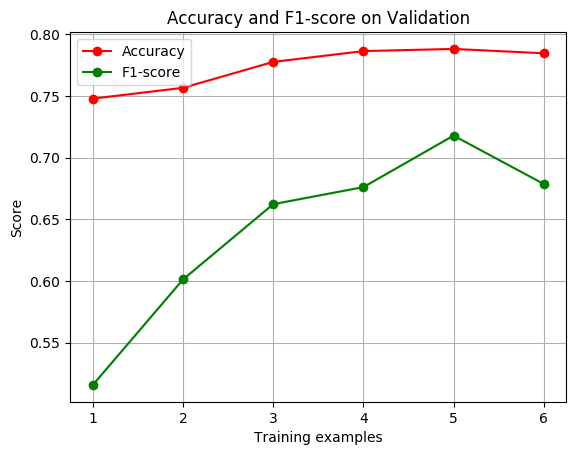 Accuracy and F1-score on Validation
Accuracy
F1-score
0.80
0.75
0.70
0.65
0.60
0.55
Score
1 2 3 4 5 6
Training examples